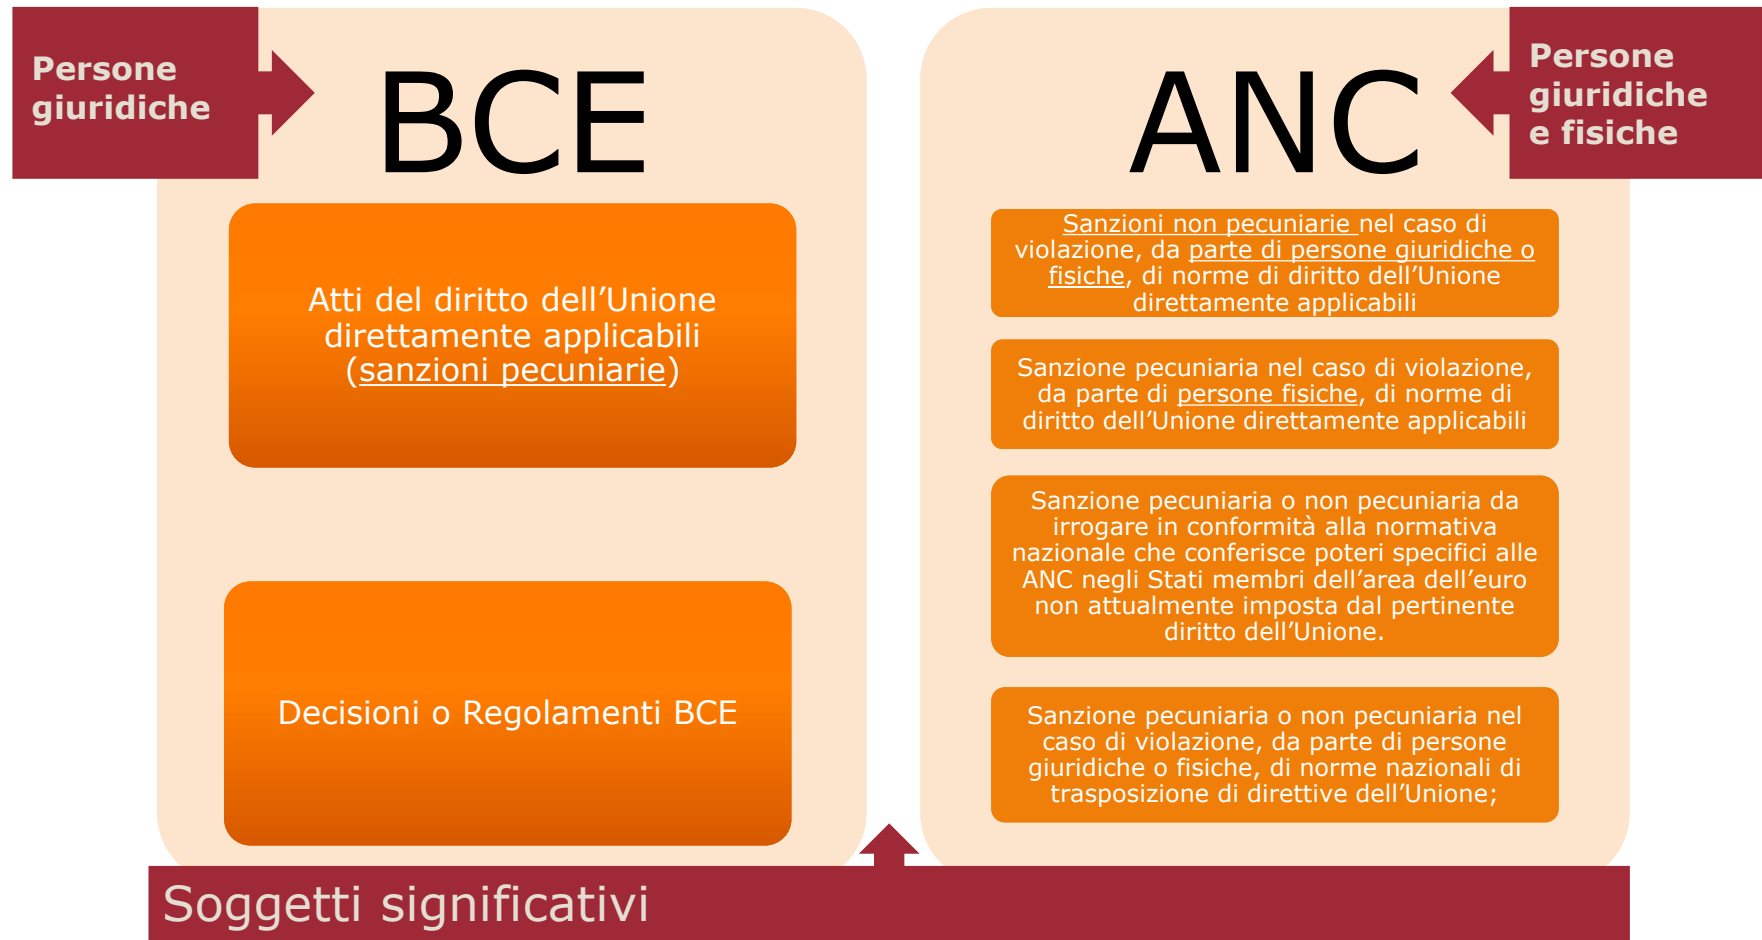 Persone
giuridiche
BCE
Atti del diritto dell’Unione
direttamente applicabili
(sanzioni pecuniarie)
Decisioni o Regolamenti BCE
ANC
Persone
giuridiche
e fisiche
Sanzioni non pecuniarie nel caso di
violazione, da parte di persone giuridiche o
fisiche, di norme di diritto dell’Unione
direttamente applicabili
Sanzione pecuniaria nel caso di violazione,
da parte di persone fisiche, di norme di
diritto dell’Unione direttamente applicabili
Sanzione pecuniaria o non pecuniaria da
irrogare in conformità alla normativa
nazionale che conferisce poteri specifici alle
ANC negli Stati membri dell’area dell’euro
non attualmente imposta dal pertinente
diritto dell’Unione.
Sanzione pecuniaria o non pecuniaria nel
caso di violazione, da parte di persone
giuridiche o fisiche, di norme nazionali di
trasposizione di direttive dell’Unione;
Soggetti significativi